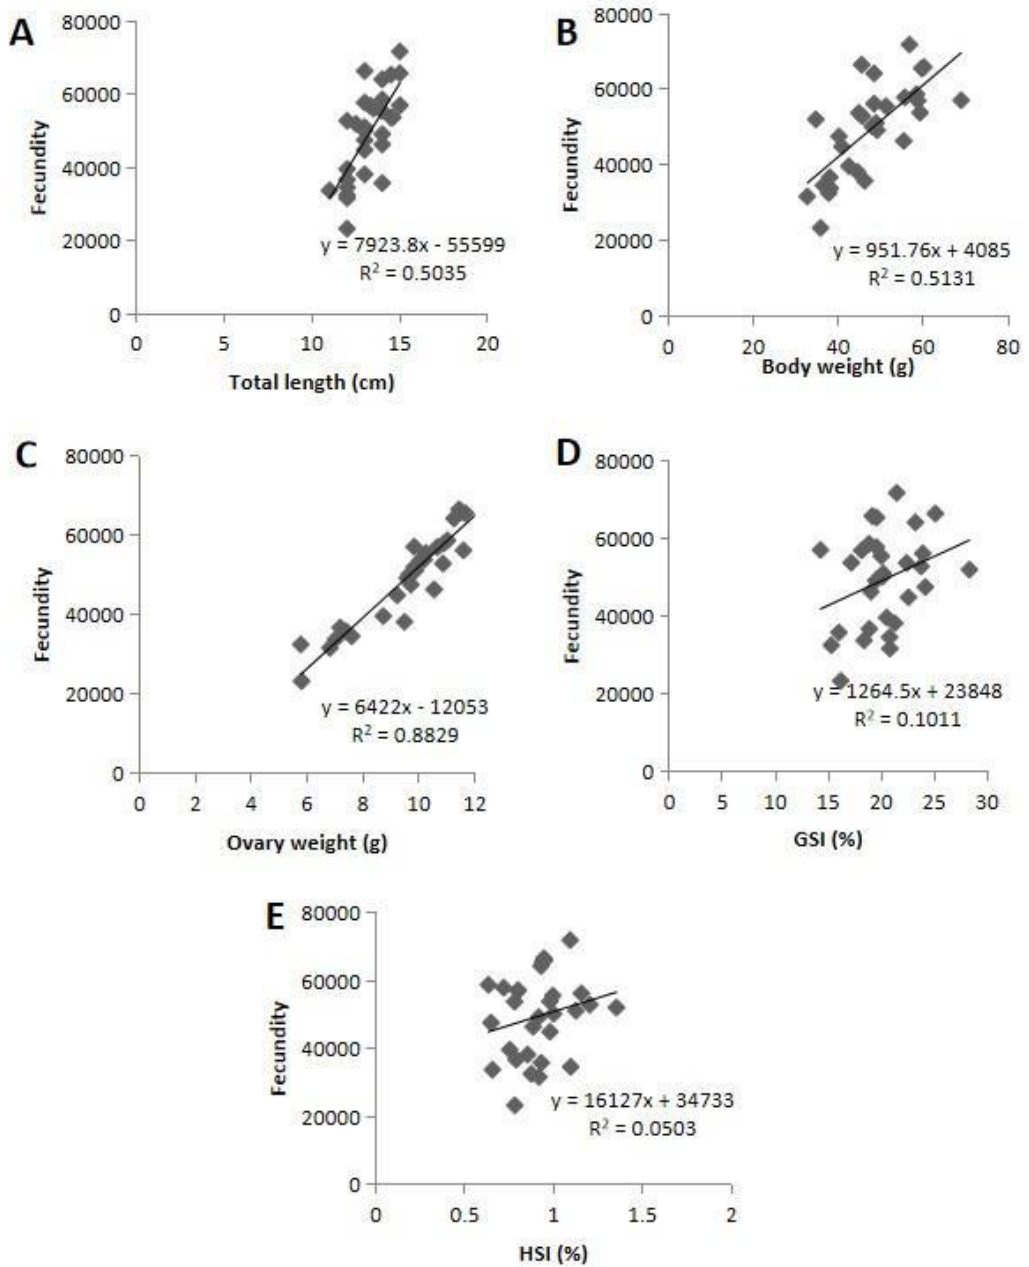 A
80000
60000
40000
20000
0
Fecundity
y = 7923.8x - 55599
R² = 0.5035
0 5 10 15 20
Total length (cm)
B
80000
60000
40000
20000
0
Fecundity
y = 951.76x + 4085
R² = 0.5131
0 20 40 60 80
Body weight (g)
C
80000
60000
40000
20000
0
Fecundity
y = 6422x - 12053
R² = 0.8829
0 2 4 6 8 10 12
Ovary weight (g)
D
80000
60000
40000
20000
0
Fecundity
y = 1264.5x + 23848
R² = 0.1011
0 5 10 15 20 25 30
GSI (%)
E
80000
60000
40000
20000
0
Fecundity
y = 16127x + 34733
R² = 0.0503
0 0.5 1 1.5 2
HSI (%)